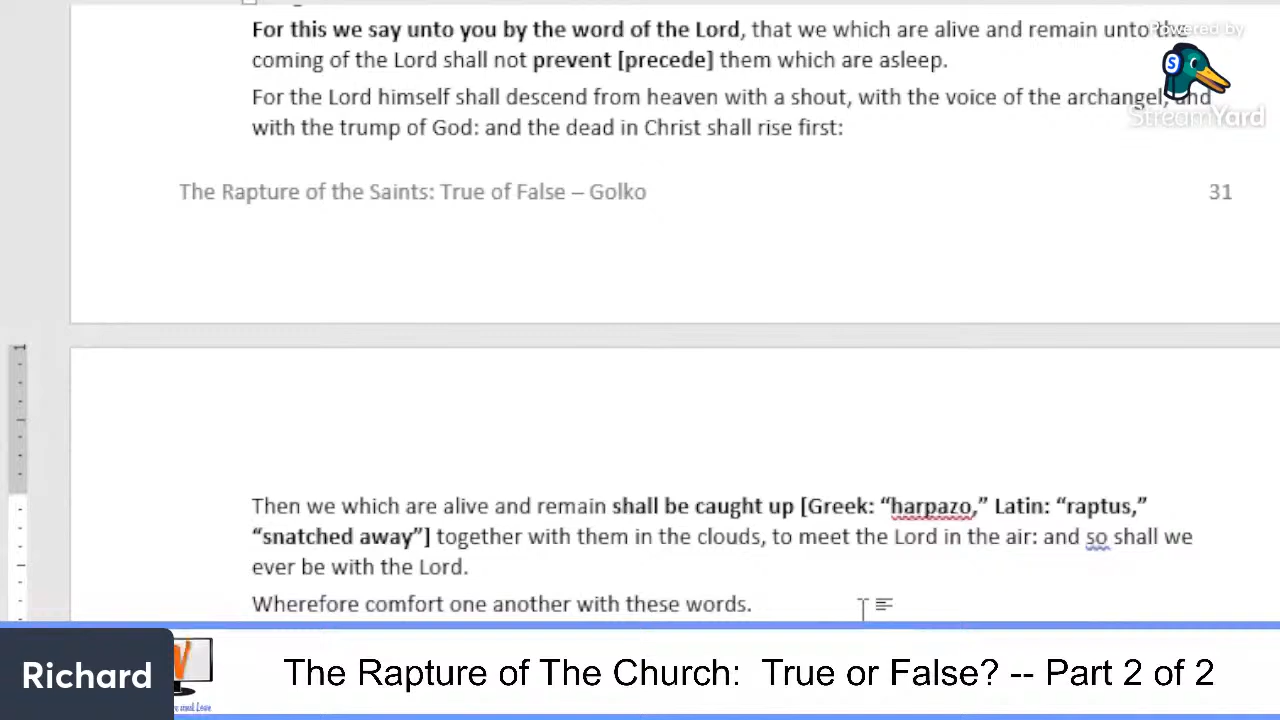 For this we say unto you by the word of the Lord, that we which are alive and remain unto the
coming of the Lord shall not prevent [precede] them which are asleep.
For the Lord himself shall descend from heaven with a shout, with the voice of the archangel, and
with the trump of God: and the dead in Christ shall rise first:
Powered by
StreamYard
The Rapture of the Saints: True of False – Golko
31
Then we which are alive and remain shall be caught up [Greek: “harpazo,” Latin: “raptus,”
“snatched away”] together with them in the clouds, to meet the Lord in the air: and so shall we
ever be with the Lord.
Wherefore comfort one another with these words.
Richard
The Rapture of The Church: True or False? -- Part 2 of 2